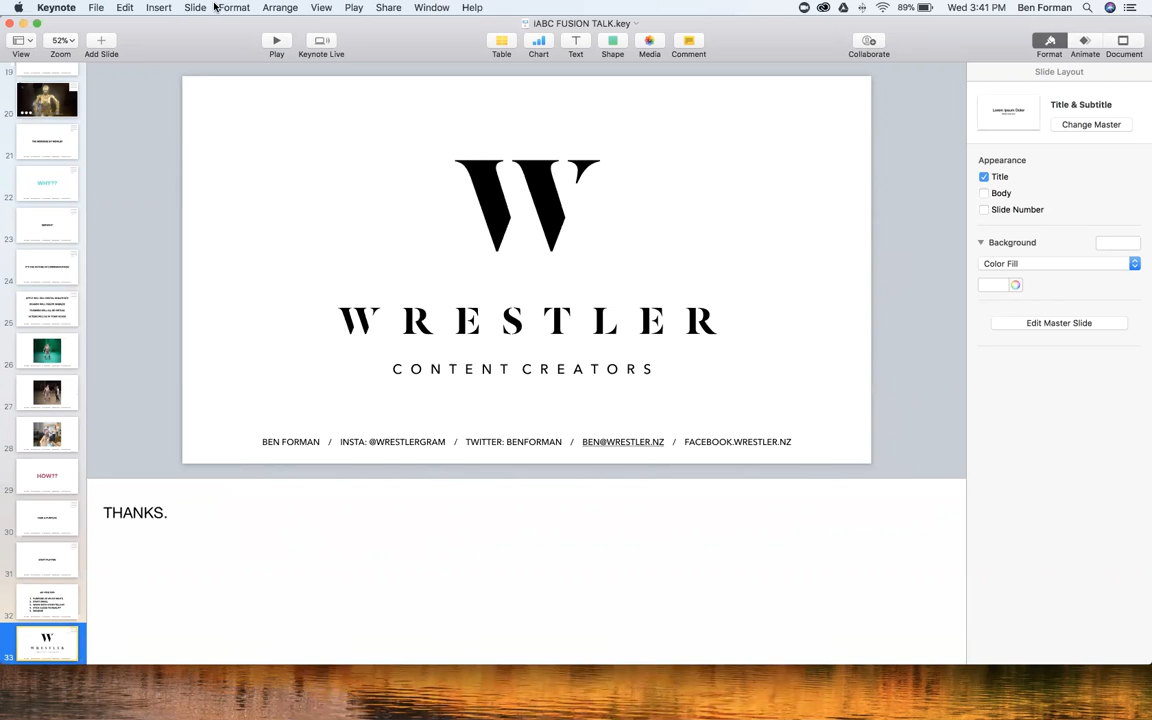 Keynote File Edit Insert Slide Format Arrange View Play Share Window Help 89% Wed 3:41 PM Ben Forman
IABC FUSION TALK.key
52%
View Zoom Add Slide Play Keynote Live Table Chart Text Shape Media Comment Collaborate Format Animate Document
19
20
21
WHY??
22
23
24
25
26
27
28
HOW??
29
30
31
32
W
WRESTLER
33
W
WRESTLER
CONTENT CREATORS
BEN FORMAN / INSTA: @WRESTLERGRAM / TWITTER: BENFORMAN / BEN@WRESTLER.NZ / FACEBOOK.WRESTLER.NZ
THANKS.
Slide Layout
Lorem Ipsum Dolor
Title & Subtitle
Change Master
Appearance
Title
Body
Slide Number
Background
Color Fill
Edit Master Slide